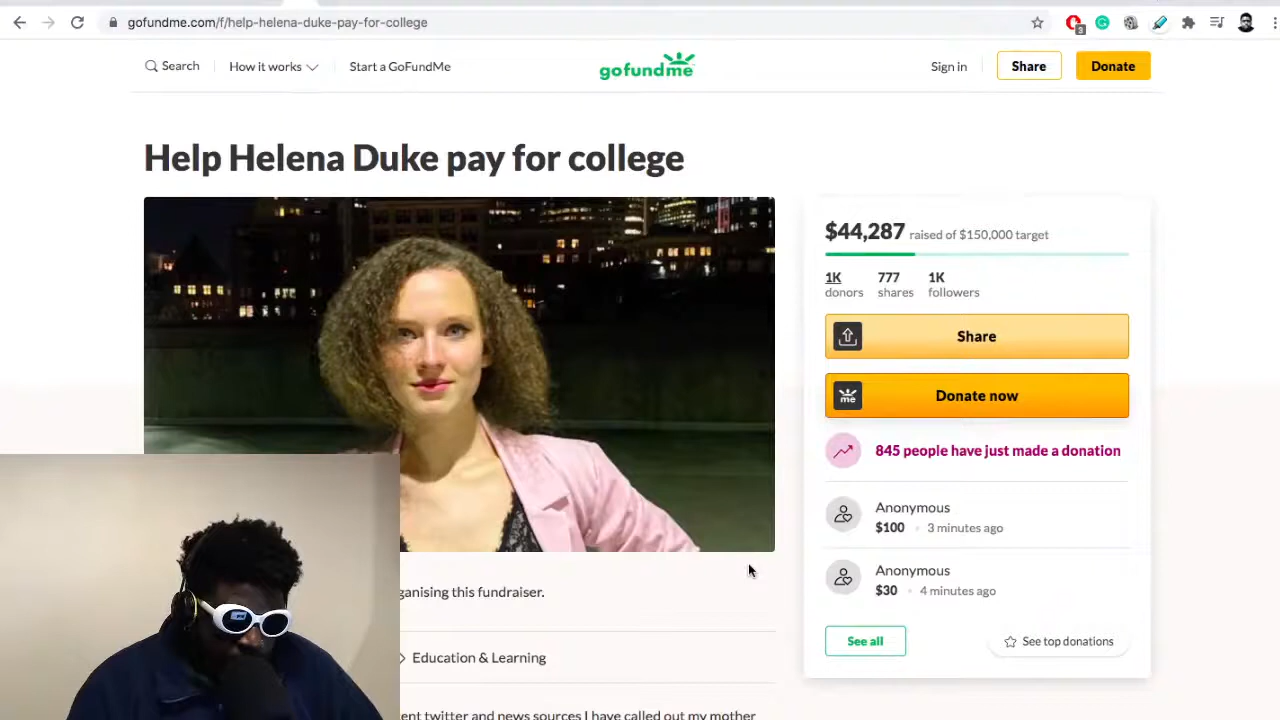 gofundme.com/f/help-helena-duke-pay-for-college
3
Search
How it works
Start a GoFundMe
gofundme
Sign in
Share
Donate
Help Helena Duke pay for college
$44,287 raised of $150,000 target
1K donors
777 shares
1K followers
Share
me
Donate now
845 people have just made a donation
Anonymous
$100 • 3 minutes ago
Anonymous
$30 • 4 minutes ago
See all
See top donations
ganising this fundraiser.
Education & Learning
ent twitter and news sources I have called out my mother